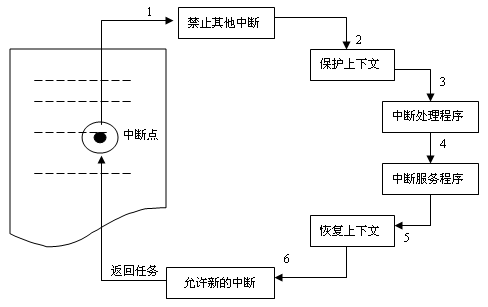 1
禁止其他中断
2
保护上下文
3
中断处理程序
中断点
4
中断服务程序
5
恢复上下文
6
返回任务
允许新的中断